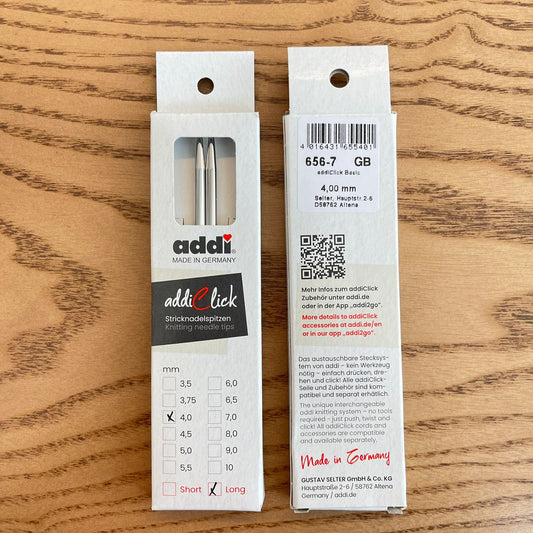 addi
MADE IN GERMANY
addiClick
Stricknadelspitzen
Knitting needle tips
mm
3,5 6,0
3,75 6,5
4,0 7,0
4,5 8,0
5,0 9,0
5,5 10
Short Long
4 016431 655401
656-7 GB
addiClick Basic
4,00 mm
Selter, Hauptstr.2-6
D58762 Altena
Mehr Infos zum addiClick
Zubehör unter addi.de
oder in der App „addi2go“.
More details to addiClick
accessories at addi.de/en
or in our app „addi2go“.
Das austauschbare Stecksys-
tem von addi – kein Werkzeug
nötig – einfach drücken, dre-
hen und click! Alle addiClick-
Seile und Zubehör sind kom-
patibel und separat erhältlich.
The unique interchangeable
addi knitting system – no tools
required - just push, twist and
click! All addiClick cords and
accessories are compatible
and available separately.
Made in Germany
GUSTAV SELTER GmbH & Co. KG
Hauptstraße 2-6 / 58762 Altena
Germany / addi.de